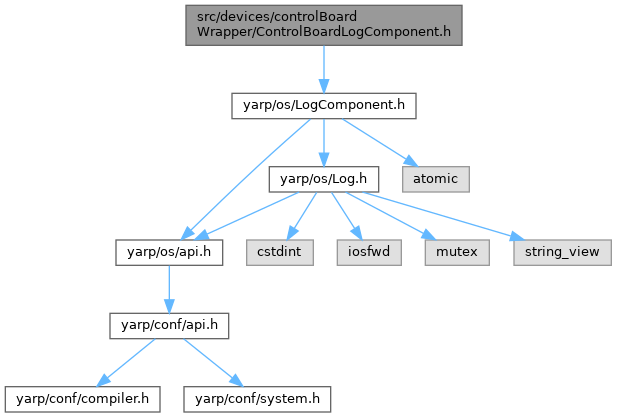 src/devices/controlBoard
Wrapper/ControlBoardLogComponent.h
yarp/os/LogComponent.h
yarp/os/Log.h
atomic
yarp/os/api.h
cstdint
iosfwd
mutex
string_view
yarp/conf/api.h
yarp/conf/compiler.h
yarp/conf/system.h